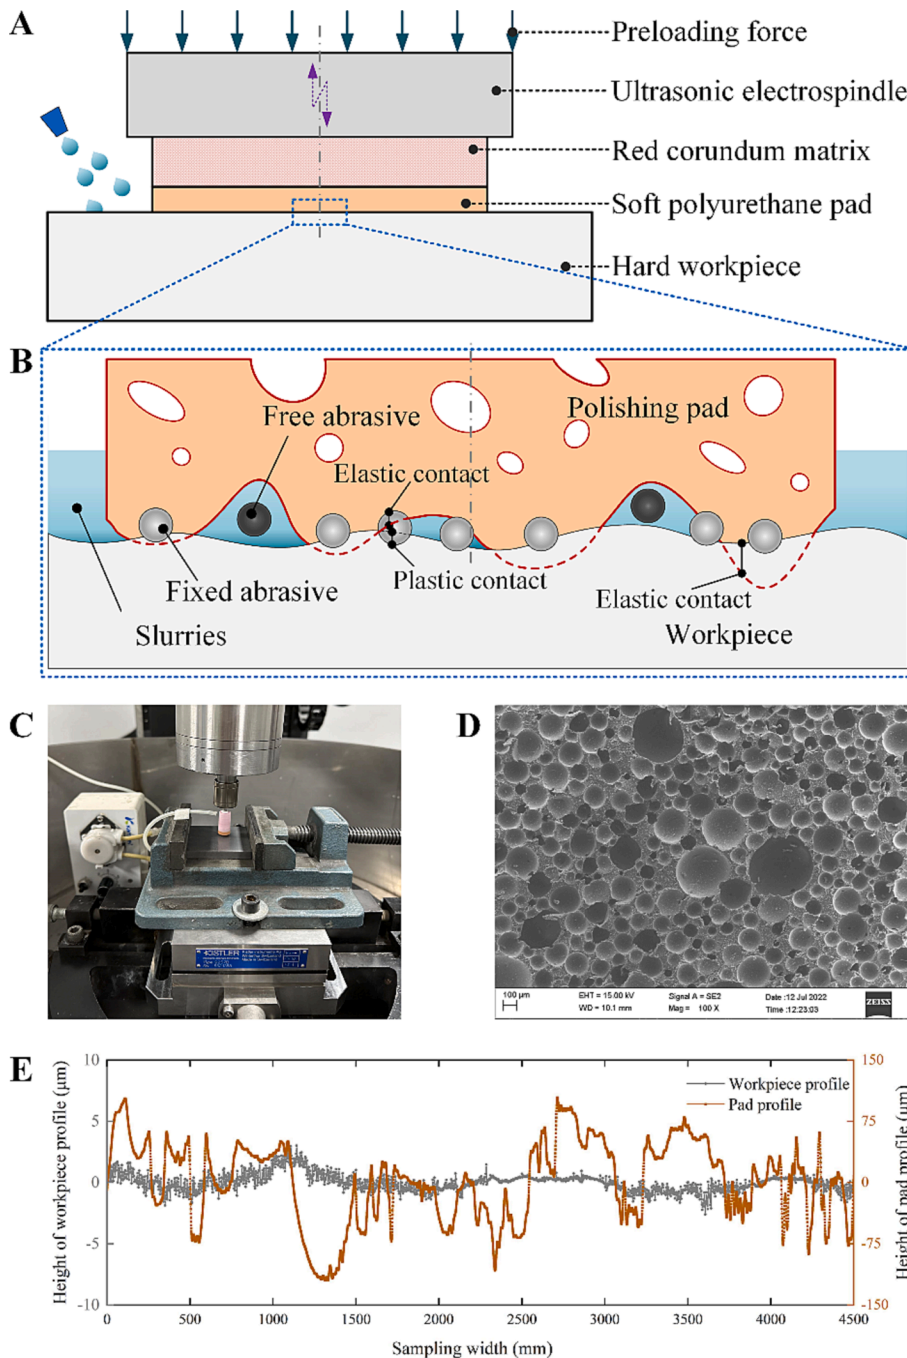 A
Preloading force
Ultrasonic electrospindle
Red corundum matrix
Soft polyurethane pad
Hard workpiece
B
Free abrasive
Polishing pad
Elastic contact
Fixed abrasive
Plastic contact
Elastic contact
Slurries
Workpiece
C
KISTLER
D
100 µm
EHT = 15.00 kV
WD = 10.1 mm
Signal A = SE2
Mag = 100 X
Date :12 Jul 2022
Time :12:23:03
ZEISS
E
Height of workpiece profile (µm)
10
5
0
-5
-10
Workpiece profile
Pad profile
150
75
0
-75
-150
Height of pad profile (µm)
0
500
1000
1500
2000
2500
3000
3500
4000
4500
Sampling width (mm)